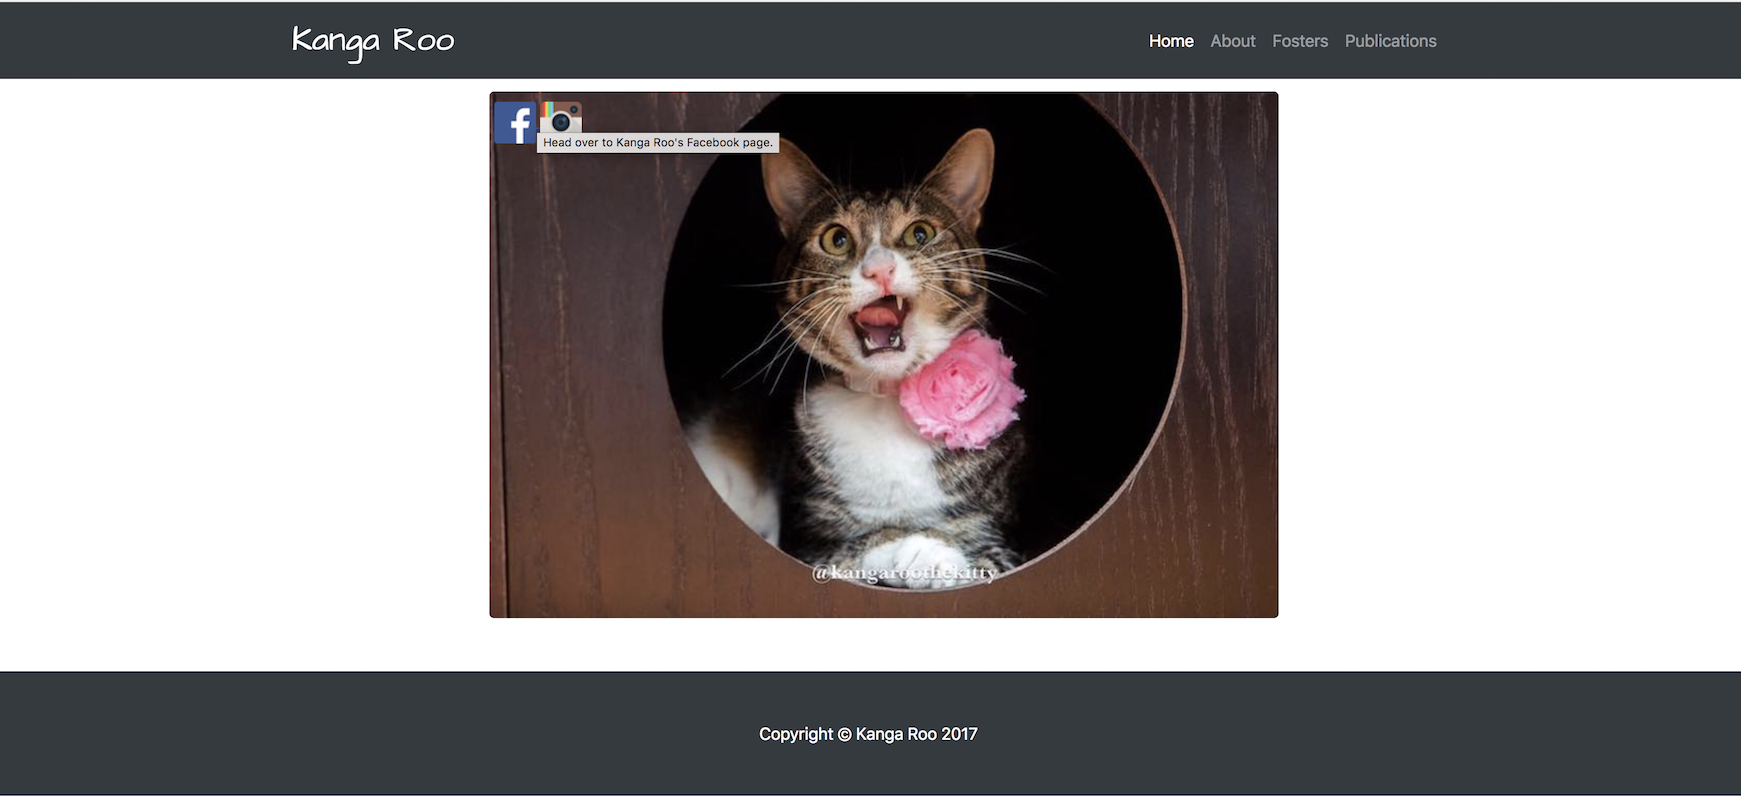 Kanga Roo
Home About Fosters Publications
f
Head over to Kanga Roo's Facebook page.
@kangaroothekitty
Copyright © Kanga Roo 2017